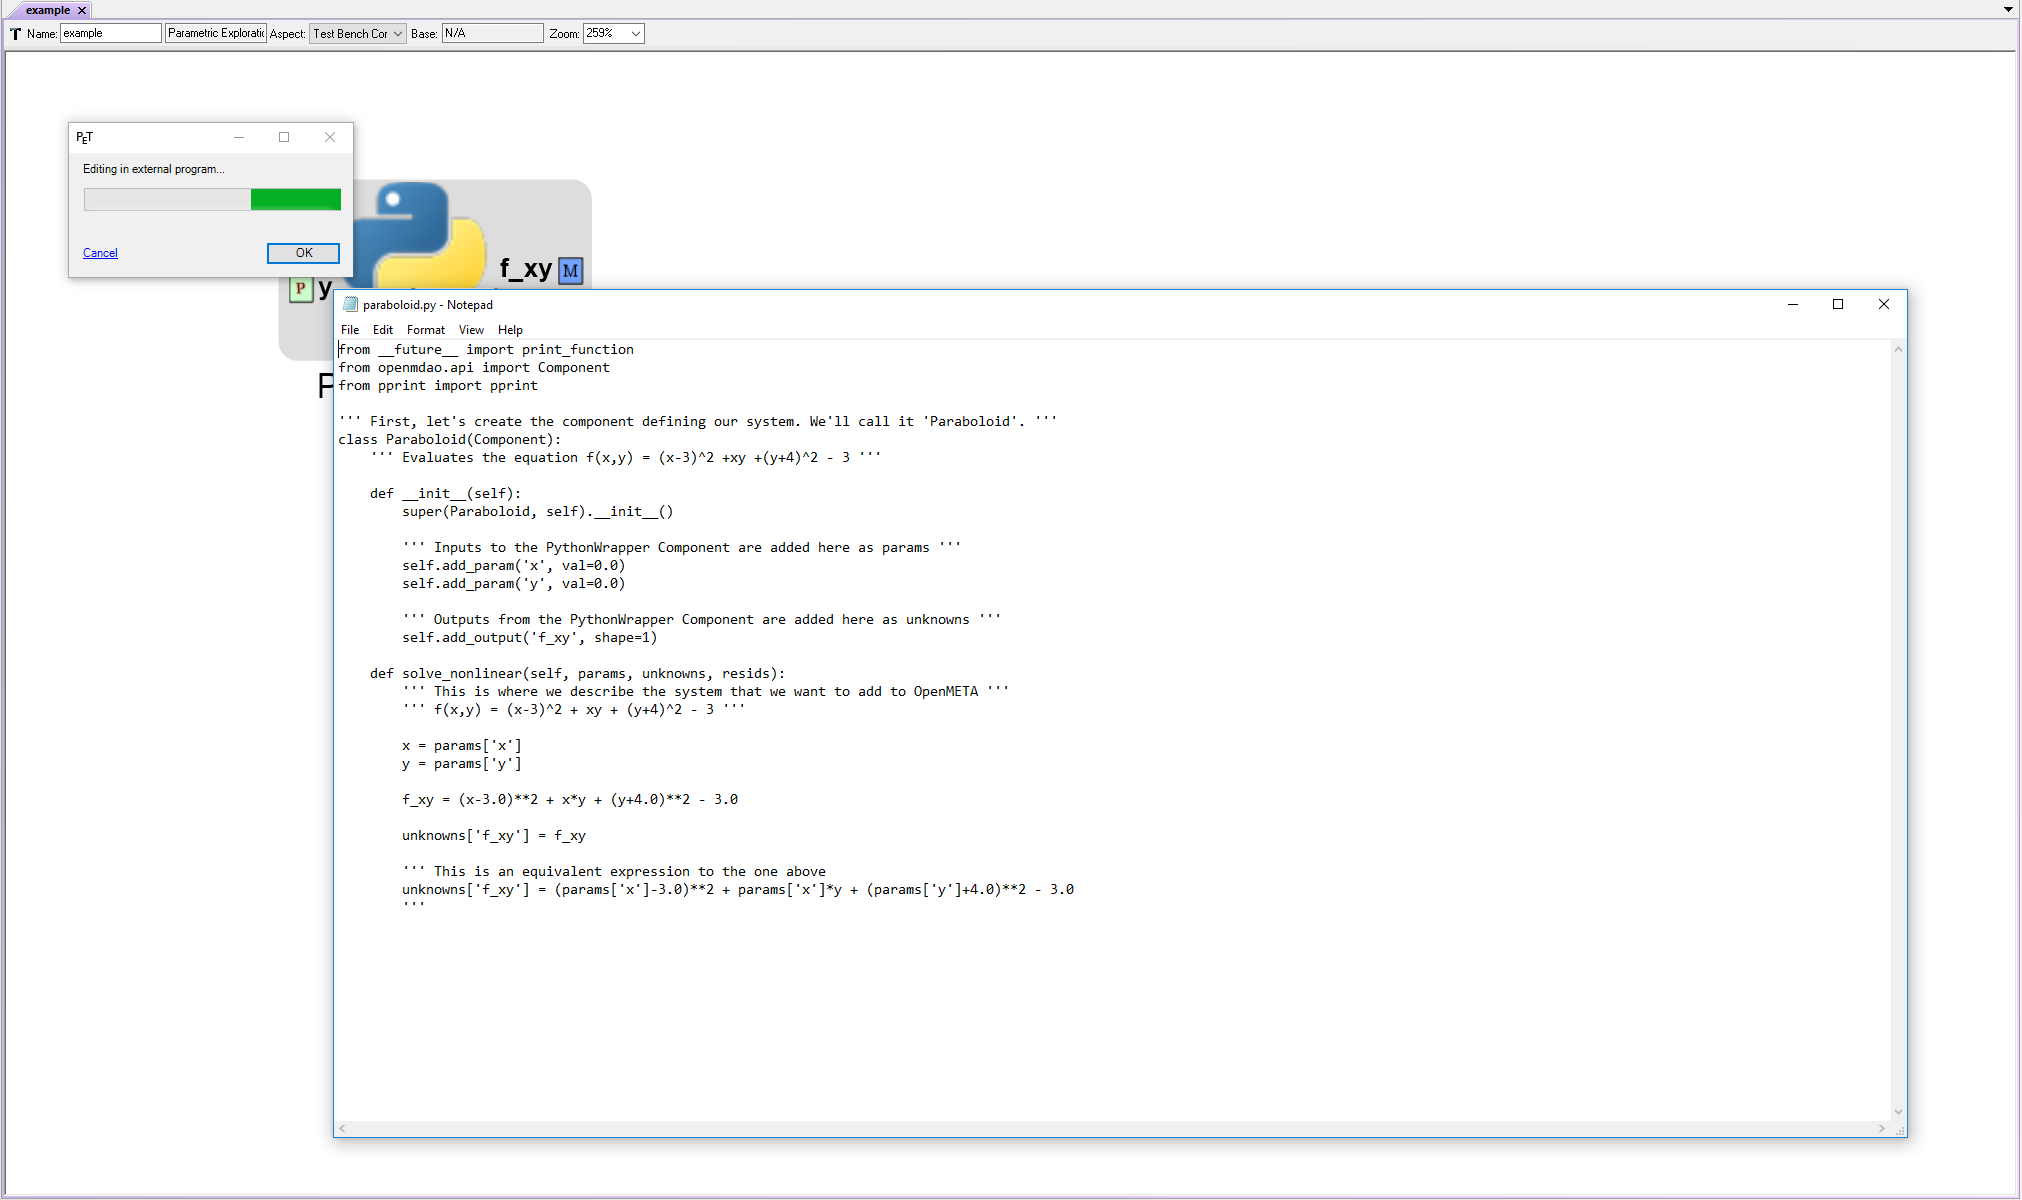 example
Name: example Parametric Exploratic Aspect: Test Bench Cor Base: N/A Zoom: 259%
PET
Editing in external program...
Cancel OK
f_xy M
P y
P
paraboloid.py - Notepad
File Edit Format View Help
from __future__ import print_function
from openmdao.api import Component
from pprint import pprint
''' First, let's create the component defining our system. We'll call it 'Paraboloid'. '''
class Paraboloid(Component):
    ''' Evaluates the equation f(x,y) = (x-3)^2 +xy +(y+4)^2 - 3 '''
    def __init__(self):
        super(Paraboloid, self).__init__()
        ''' Inputs to the PythonWrapper Component are added here as params '''
        self.add_param('x', val=0.0)
        self.add_param('y', val=0.0)
        ''' Outputs from the PythonWrapper Component are added here as unknowns '''
        self.add_output('f_xy', shape=1)
    def solve_nonlinear(self, params, unknowns, resids):
        ''' This is where we describe the system that we want to add to OpenMETA '''
        ''' f(x,y) = (x-3)^2 + xy + (y+4)^2 - 3 '''
        x = params['x']
        y = params['y']
        f_xy = (x-3.0)**2 + x*y + (y+4.0)**2 - 3.0
        unknowns['f_xy'] = f_xy
        ''' This is an equivalent expression to the one above
        unknowns['f_xy'] = (params['x']-3.0)**2 + params['x']*y + (params['y']+4.0)**2 - 3.0
        '''